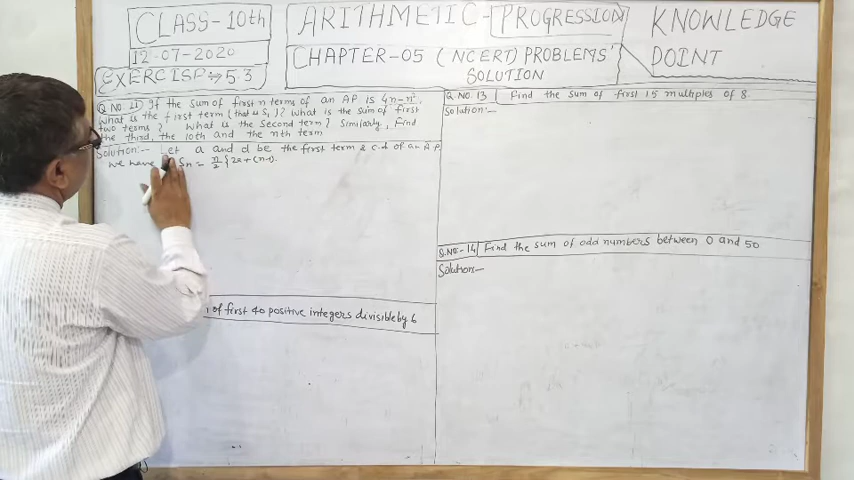 CLASS-10th
12-07-2020
EXERCISE⇒5.3
ARITHMETIC-PROGRESSION
CHAPTER-05 (NCERT) PROBLEMS'
SOLUTION
KNOWLEDGE
POINT
Q NO 11) If the sum of first n terms of an AP is 4n-n².
What is the first term (that is S₁)? What is the sum of first
two terms? What is the second term? Similarly, Find
the third, the 10th and the nth term
Solution:- Let a and d be the first term & c.d of an A P
we have Sn = n/2 {2a+(n-1).
of first 40 positive integers divisible by 6
Q.NO.13 Find the sum of first 15 multiples of 8.
Solution:-
Q.NO-14 Find the sum of odd numbers between 0 and 50
Solution:-